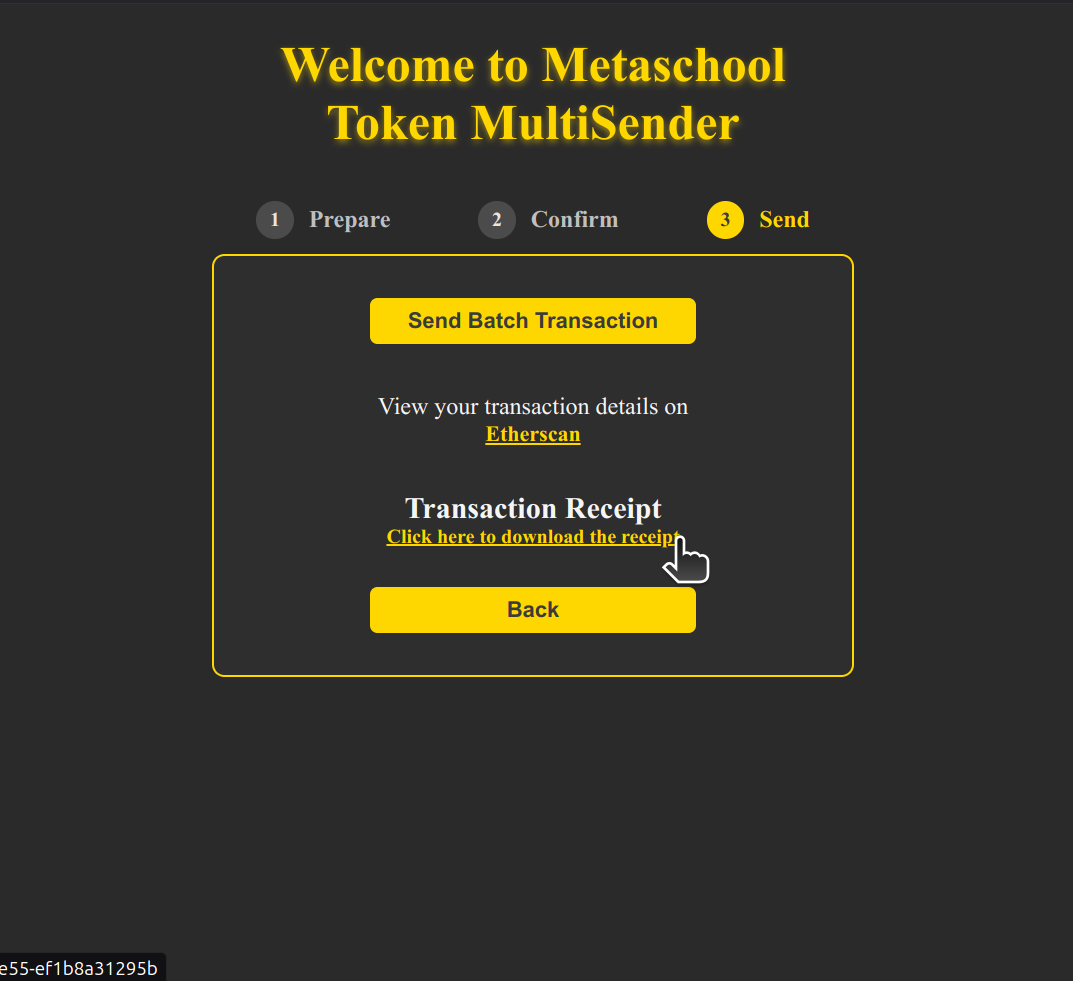 Welcome to Metaschool
Token MultiSender
1 Prepare 2 Confirm 3 Send
Send Batch Transaction
View your transaction details on
Etherscan
Transaction Receipt
Click here to download the receipt
Back
e55-ef1b8a31295b